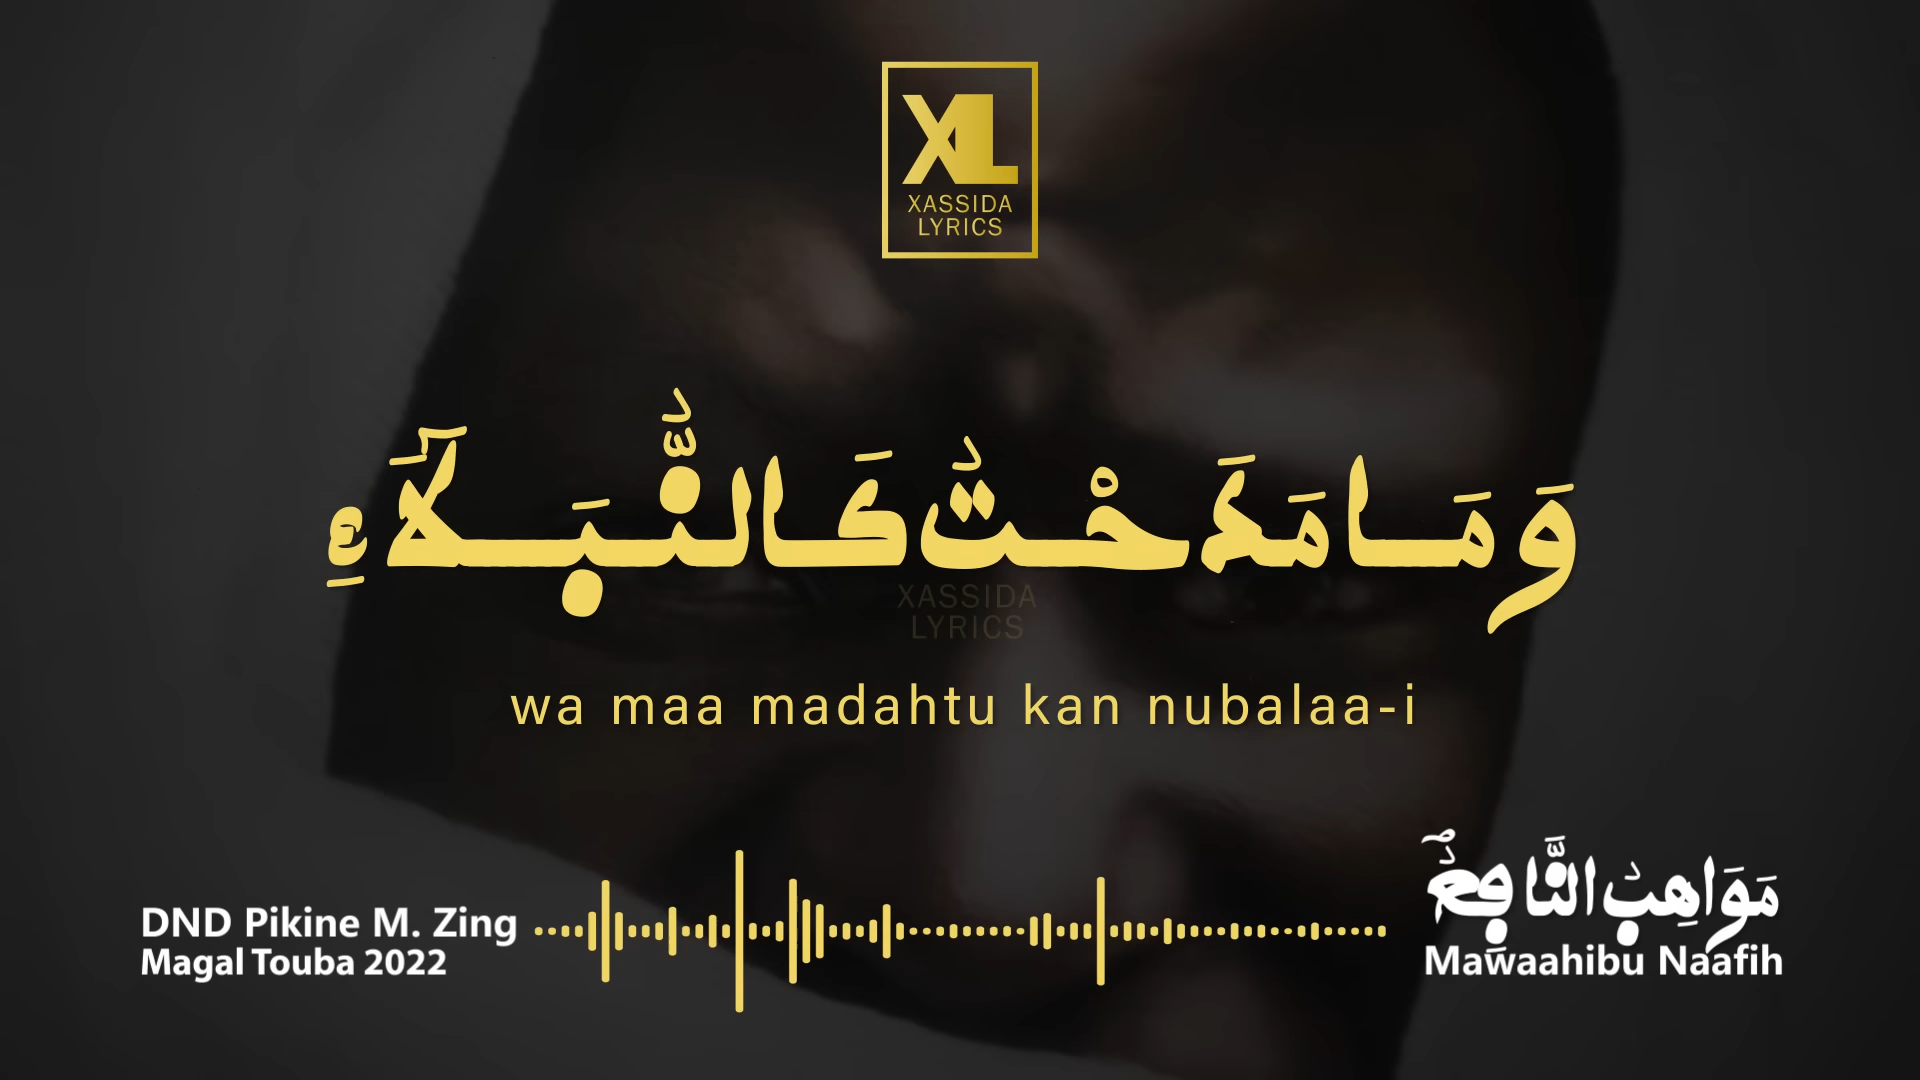 XL
XASSIDA
LYRICS
وَمَا مَدَحْتُ كَالنُّبَلَآءِ
XASSIDA
LYRICS
wa maa madahtu kan nubalaa-i
DND Pikine M. Zing
Magal Touba 2022
مَوَاهِبُ النَّافِعِ
Mawaahibu Naafih